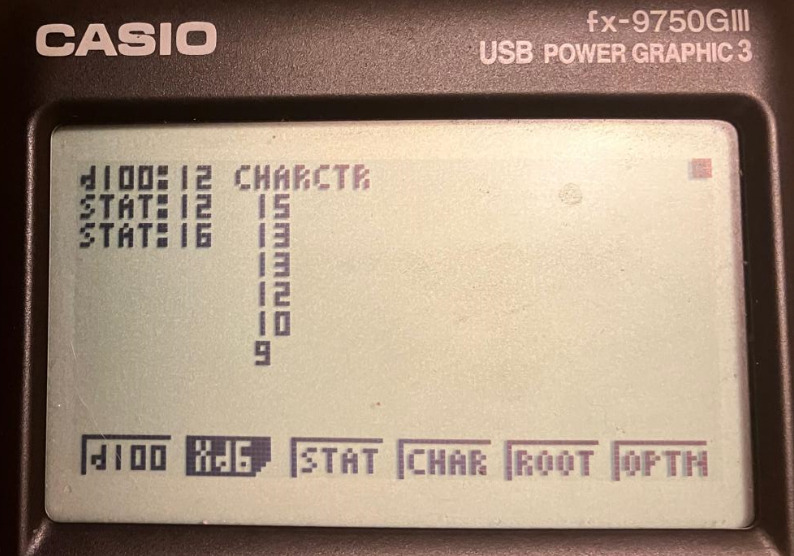 CASIO
fx-9750GIII
USB POWER GRAPHIC 3
d100:12 CHARCTR
STAT:12 15
STAT:16 13
13
12
10
9
d100 XdG STAT CHAR ROOT OPTN